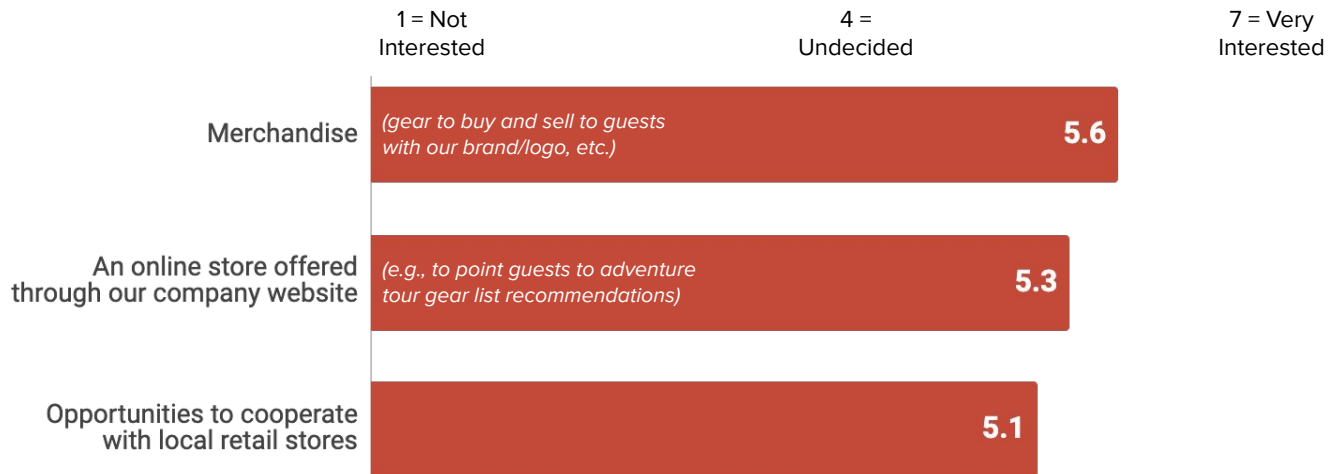 1 = Not
Interested
4 =
Undecided
7 = Very
Interested
Merchandise
(gear to buy and sell to guests
with our brand/logo, etc.)
5.6
An online store offered
through our company website
(e.g., to point guests to adventure
tour gear list recommendations)
5.3
Opportunities to cooperate
with local retail stores
5.1